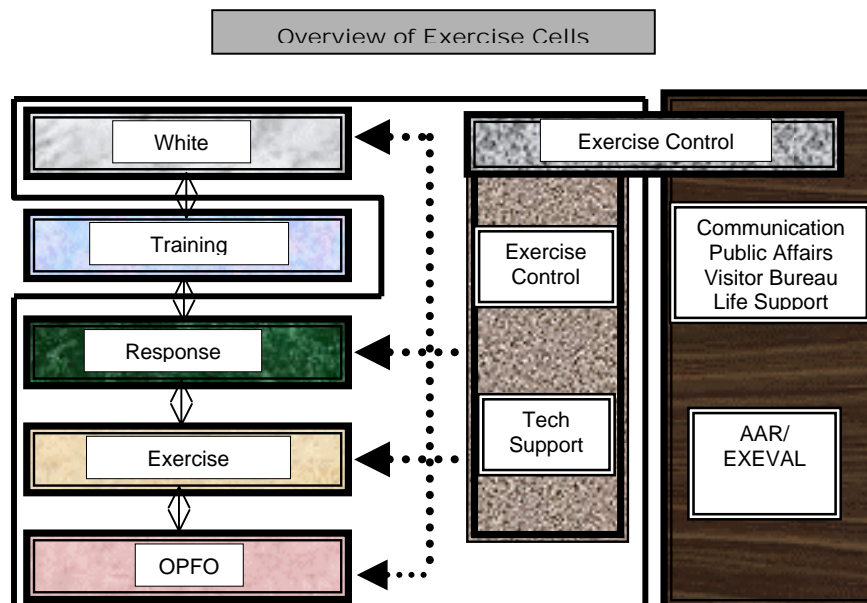 Overview of Exercise Cells
White
Training
Response
Exercise
OPFO
Exercise Control
Exercise
Control
Tech
Support
Communication
Public Affairs
Visitor Bureau
Life Support
AAR/
EXEVAL